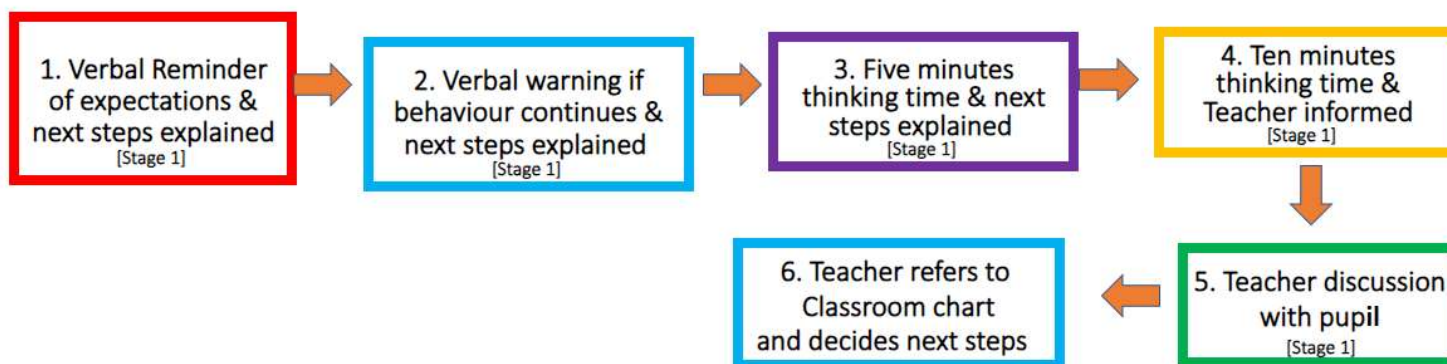 1. Verbal Reminder
of expectations &
next steps explained
[Stage 1]
2. Verbal warning if
behaviour continues &
next steps explained
[Stage 1]
3. Five minutes
thinking time & next
steps explained
[Stage 1]
4. Ten minutes
thinking time &
Teacher informed
[Stage 1]
5. Teacher discussion
with pupil
[Stage 1]
6. Teacher refers to
Classroom chart
and decides next steps